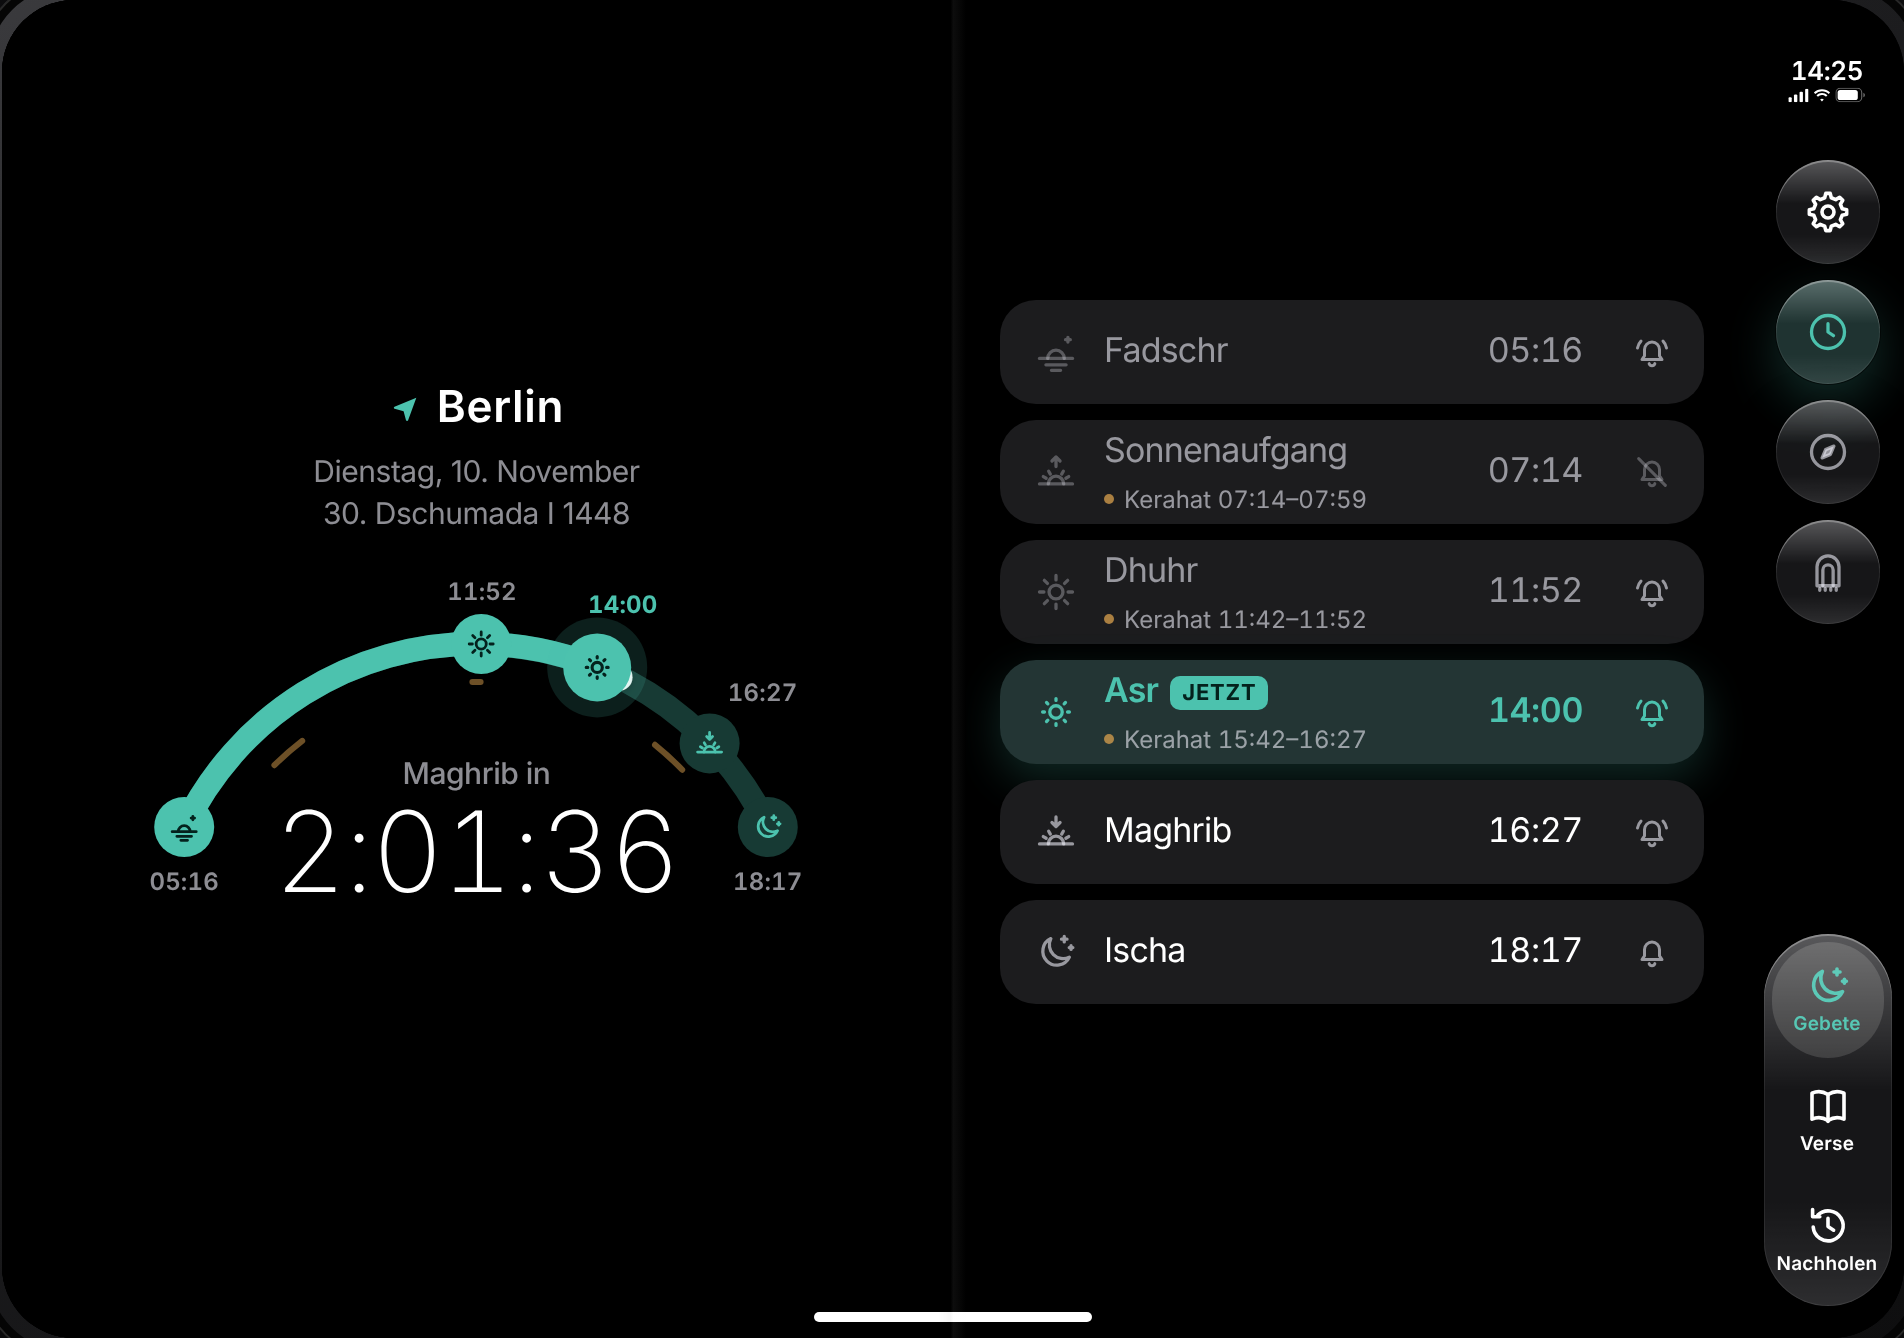 14:25
Berlin
Dienstag, 10. November
30. Dschumada I 1448
11:52
14:00
16:27
05:16
18:17
Maghrib in
2:01:36
Fadschr 05:16
Sonnenaufgang 07:14
Kerahat 07:14–07:59
Dhuhr 11:52
Kerahat 11:42–11:52
Asr JETZT 14:00
Kerahat 15:42–16:27
Maghrib 16:27
Ischa 18:17
Gebete
Verse
Nachholen